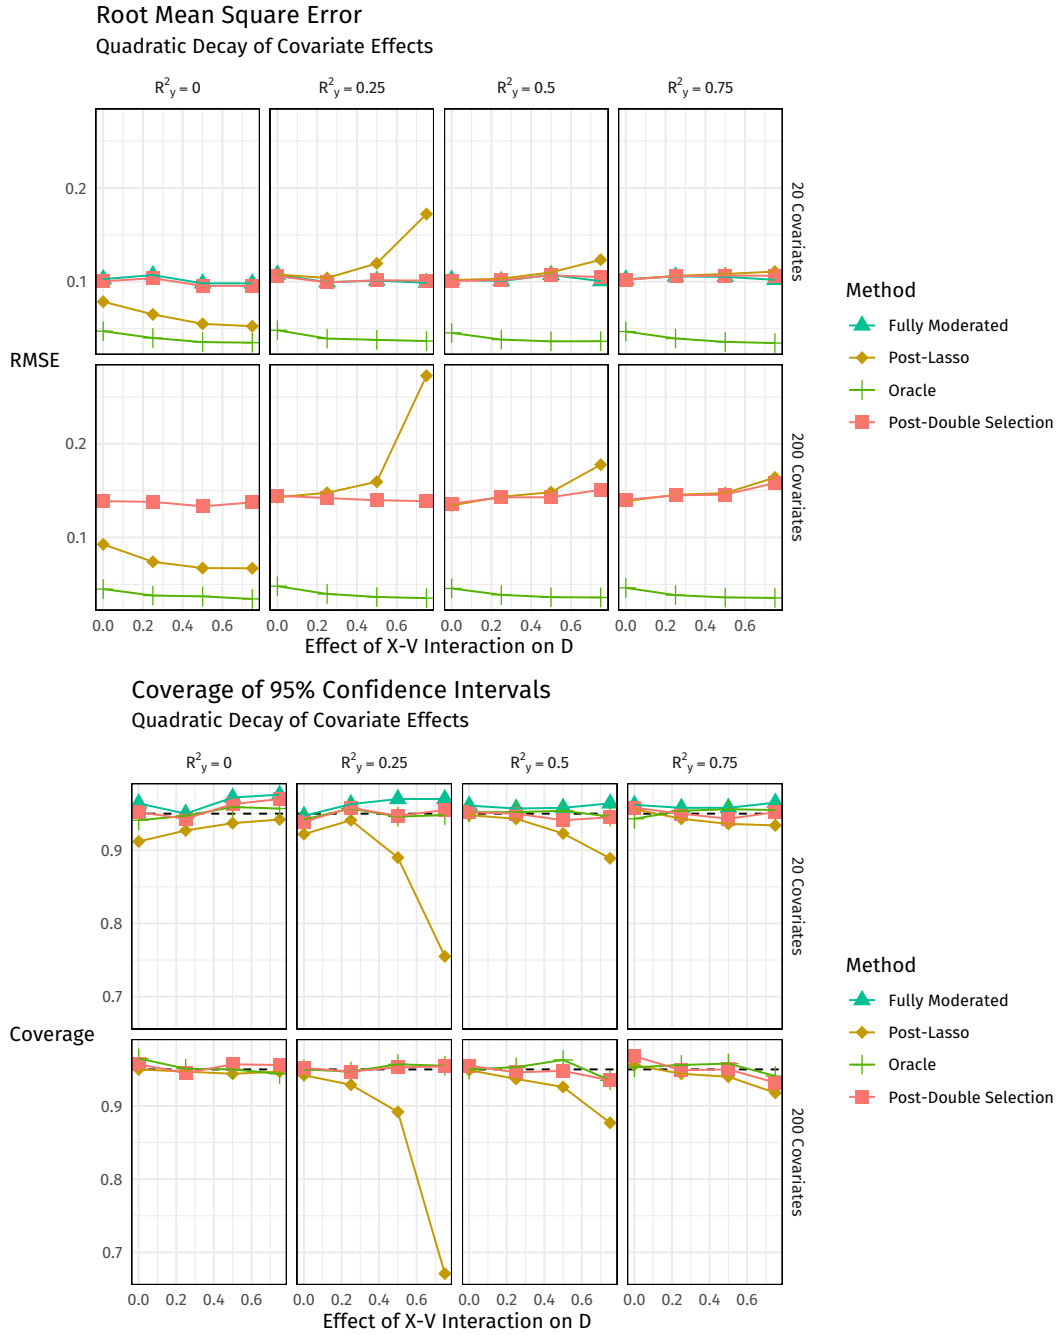 Root Mean Square Error
Quadratic Decay of Covariate Effects
R²y = 0
R²y = 0.25
R²y = 0.5
R²y = 0.75
0.2
0.1
20 Covariates
RMSE
0.2
0.1
200 Covariates
0.0 0.2 0.4 0.6
0.0 0.2 0.4 0.6
0.0 0.2 0.4 0.6
0.0 0.2 0.4 0.6
Effect of X-V Interaction on D
Method
Fully Moderated
Post-Lasso
Oracle
Post-Double Selection
Coverage of 95% Confidence Intervals
Quadratic Decay of Covariate Effects
R²y = 0
R²y = 0.25
R²y = 0.5
R²y = 0.75
0.9
0.8
0.7
20 Covariates
Coverage
0.9
0.8
0.7
200 Covariates
0.0 0.2 0.4 0.6
0.0 0.2 0.4 0.6
0.0 0.2 0.4 0.6
0.0 0.2 0.4 0.6
Effect of X-V Interaction on D
Method
Fully Moderated
Post-Lasso
Oracle
Post-Double Selection